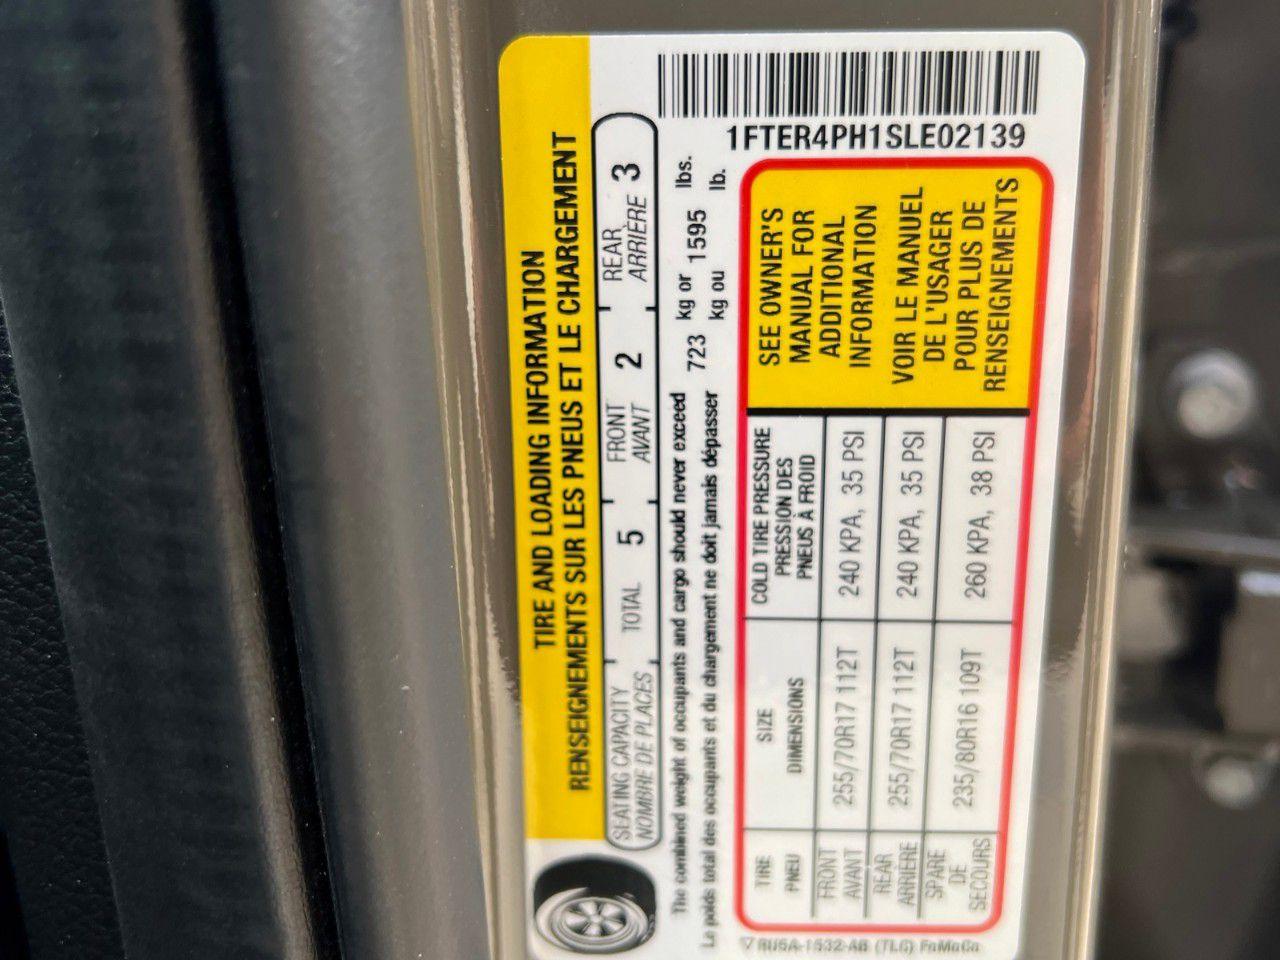 TIRE AND LOADING INFORMATION
RENSEIGNEMENTS SUR LES PNEUS ET LE CHARGEMENT
SEATING CAPACITY TOTAL 5 FRONT 2 REAR 3
NOMBRE DE PLACES AVANT ARRIÈRE
The combined weight of occupants and cargo should never exceed 723 kg or 1595 lbs.
Le poids total des occupants et du chargement ne doit jamais dépasser kg ou lb.
1FTER4PH1SLE02139
TIRE SIZE COLD TIRE PRESSURE
PNEU DIMENSIONS PRESSION DES
PNEUS À FROID
FRONT 255/70R17 112T 240 KPA, 35 PSI
AVANT
REAR 255/70R17 112T 240 KPA, 35 PSI
ARRIÈRE
SPARE 235/80R16 109T 260 KPA, 38 PSI
DE
SECOURS
SEE OWNER'S
MANUAL FOR
ADDITIONAL
INFORMATION
VOIR LE MANUEL
DE L'USAGER
POUR PLUS DE
RENSEIGNEMENTS
RU5A-1532-AB (TLC) FoMoCo